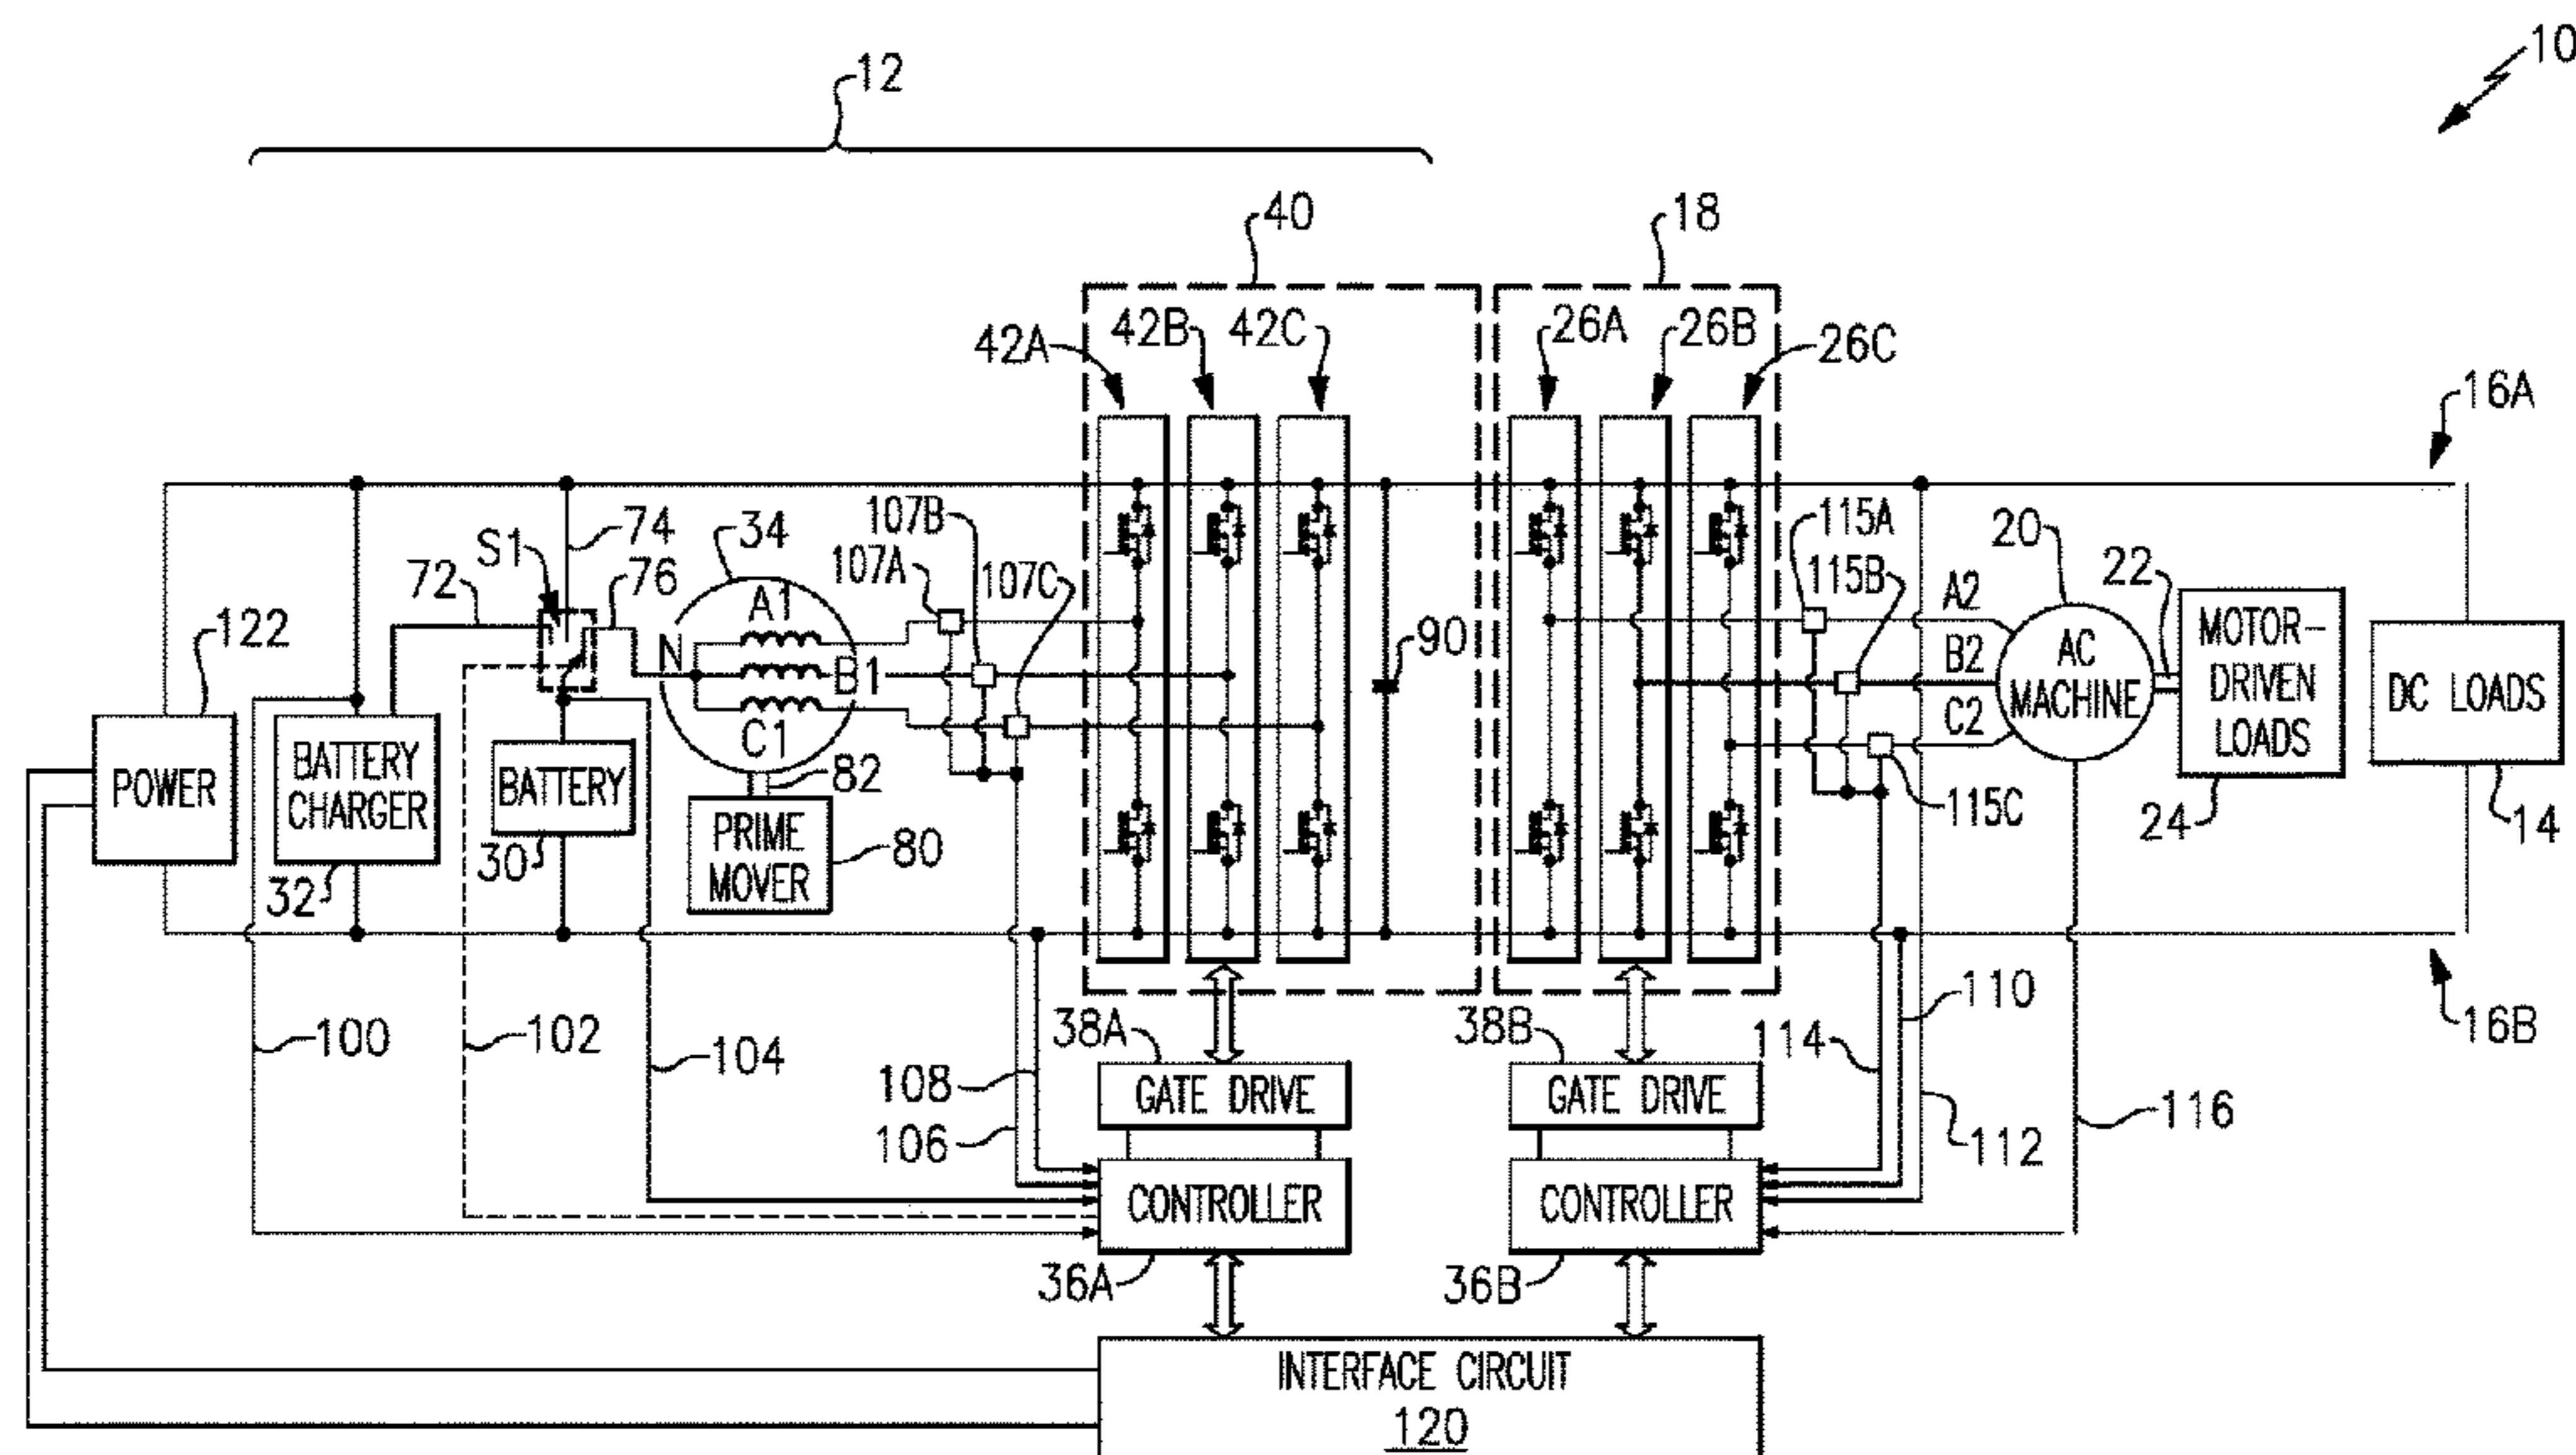 10
12
40
18
42A
42B
42C
26A
26B
26C
16A
S1
74
72
76
34
107B
107A
107C
A1
N
B1
C1
90
115A
115B
115C
A2
B2
C2
20
22
AC
MACHINE
MOTOR-
DRIVEN
LOADS
24
DC LOADS
14
122
POWER
BATTERY
CHARGER
32
BATTERY
30
82
PRIME
MOVER
80
16B
100
102
104
108
106
38A
GATE DRIVE
38B
GATE DRIVE
114
110
112
116
CONTROLLER
36A
CONTROLLER
36B
INTERFACE CIRCUIT
120